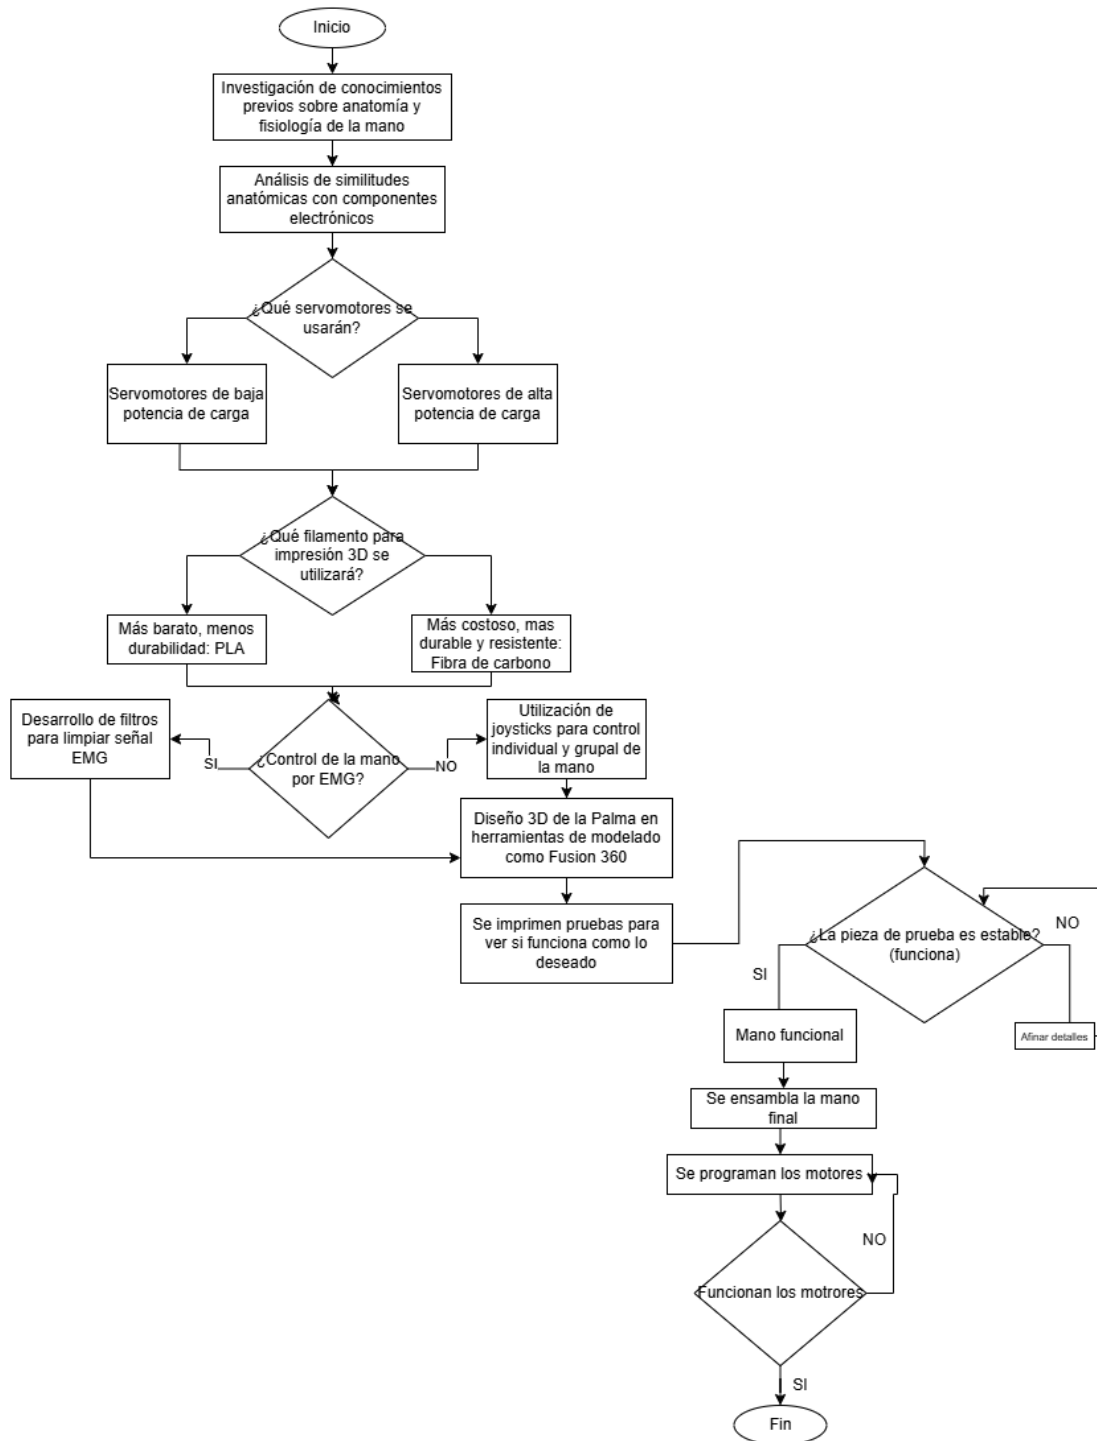 Inicio
Investigación de conocimientos
previos sobre anatomía y
fisiología de la mano
Análisis de similitudes
anatómicas con componentes
electrónicos
¿Qué servomotores se
usarán?
Servomotores de baja
potencia de carga
Servomotores de alta
potencia de carga
¿Qué filamento para
impresión 3D se
utilizará?
Más barato, menos
durabilidad: PLA
Más costoso, mas
durable y resistente:
Fibra de carbono
¿Control de la mano
por EMG?
SI
NO
Desarrollo de filtros
para limpiar señal
EMG
Utilización de
joysticks para control
individual y grupal de
la mano
Diseño 3D de la Palma en
herramientas de modelado
como Fusion 360
Se imprimen pruebas para
ver si funciona como lo
deseado
¿La pieza de prueba es estable?
(funciona)
NO
SI
Afinar detalles
Mano funcional
Se ensambla la mano
final
Se programan los motores
NO
Funcionan los motrores
SI
Fin